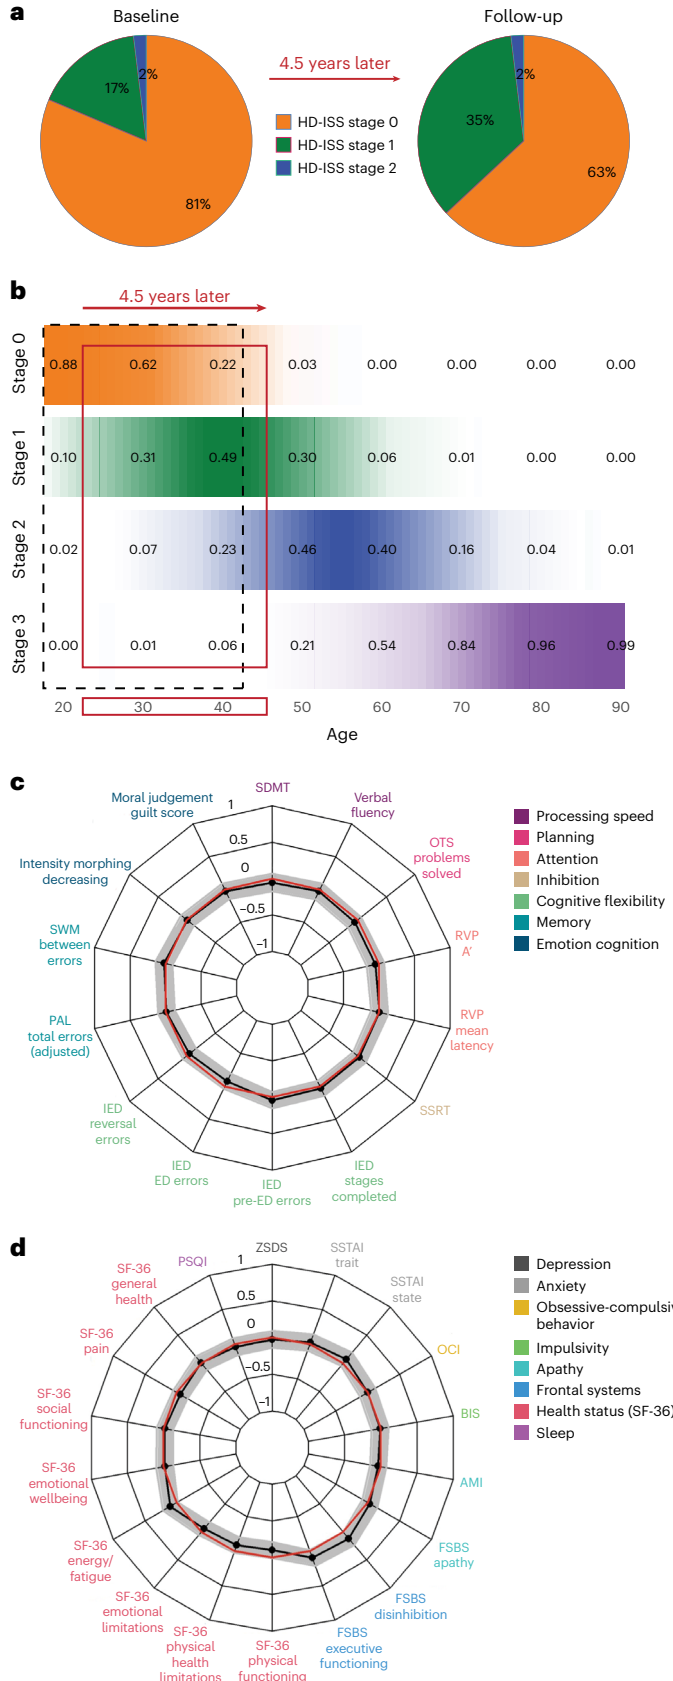 a
Baseline
Follow-up
4.5 years later
2%
17%
81%
HD-ISS stage 0
HD-ISS stage 1
HD-ISS stage 2
2%
35%
63%
b
4.5 years later
Stage 0
0.88 0.62 0.22 0.03 0.00 0.00 0.00 0.00
Stage 1
0.10 0.31 0.49 0.30 0.06 0.01 0.00 0.00
Stage 2
0.02 0.07 0.23 0.46 0.40 0.16 0.04 0.01
Stage 3
0.00 0.01 0.06 0.21 0.54 0.84 0.96 0.99
20 30 40 50 60 70 80 90
Age
c
SDMT
Verbal
fluency
OTS
problems
solved
RVP
A′
RVP
mean
latency
SSRT
IED
stages
completed
IED
pre-ED errors
IED
ED errors
IED
reversal
errors
PAL
total errors
(adjusted)
SWM
between
errors
Intensity morphing
decreasing
Moral judgement
guilt score
1
0.5
0
–0.5
–1
Processing speed
Planning
Attention
Inhibition
Cognitive flexibility
Memory
Emotion cognition
d
ZSDS
SSTAI
trait
SSTAI
state
OCI
BIS
AMI
FSBS
apathy
FSBS
disinhibition
FSBS
executive
functioning
SF-36
physical
functioning
SF-36
physical
health
limitations
SF-36
emotional
limitations
SF-36
energy/
fatigue
SF-36
emotional
wellbeing
SF-36
social
functioning
SF-36
pain
SF-36
general
health
PSQI
1
0.5
0
–0.5
–1
Depression
Anxiety
Obsessive-compulsiv
behavior
Impulsivity
Apathy
Frontal systems
Health status (SF-36)
Sleep